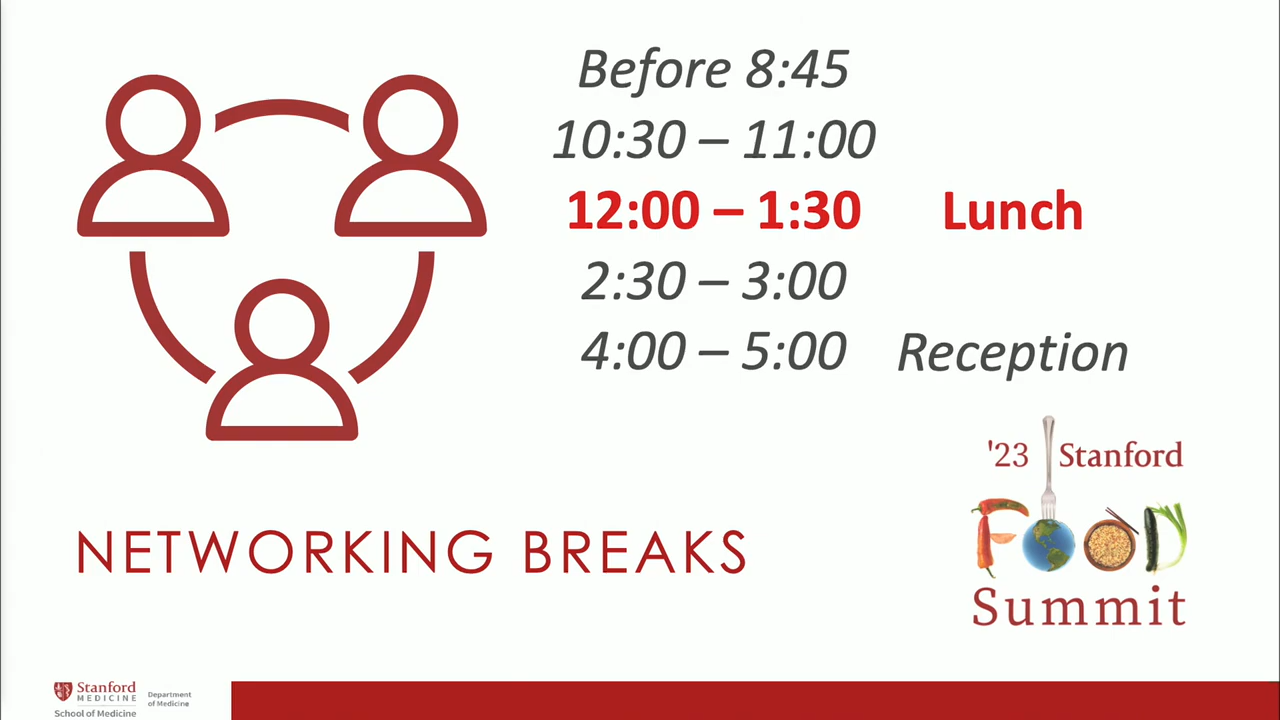 Before 8:45
10:30 – 11:00
12:00 – 1:30 Lunch
2:30 – 3:00
4:00 – 5:00 Reception
'23 Stanford
FOOD
Summit
NETWORKING BREAKS
Stanford
MEDICINE
School of Medicine
Department
of Medicine